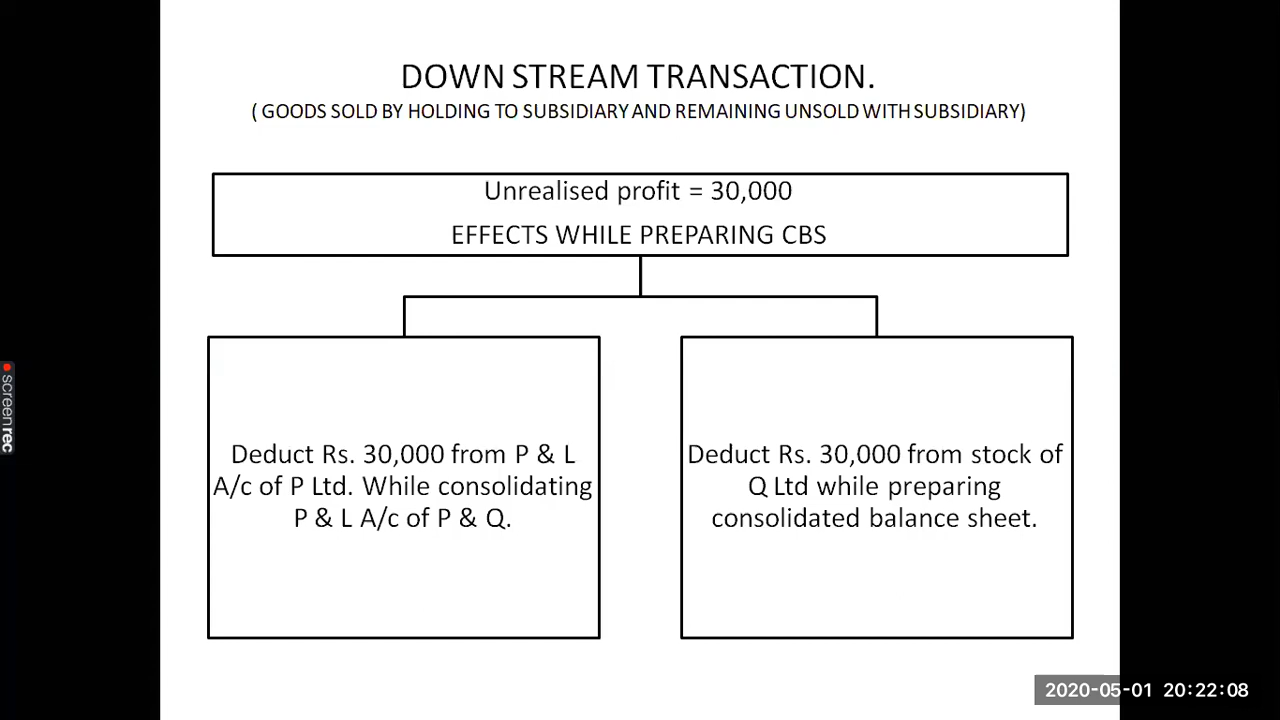 DOWN STREAM TRANSACTION.
( GOODS SOLD BY HOLDING TO SUBSIDIARY AND REMAINING UNSOLD WITH SUBSIDIARY)
Unrealised profit = 30,000
EFFECTS WHILE PREPARING CBS
Deduct Rs. 30,000 from P & L
A/c of P Ltd. While consolidating
P & L A/c of P & Q.
Deduct Rs. 30,000 from stock of
Q Ltd while preparing
consolidated balance sheet.
screenrec
2020-05-01 20:22:08